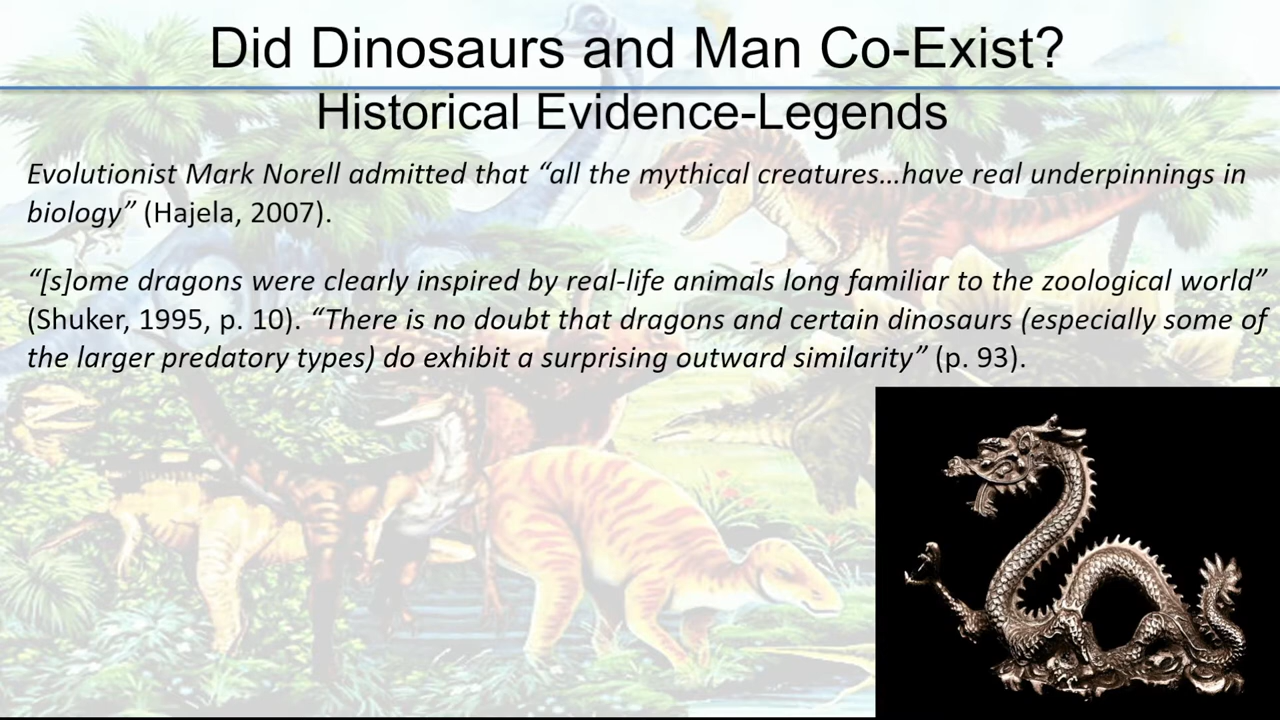 Did Dinosaurs and Man Co-Exist?
Historical Evidence-Legends
Evolutionist Mark Norell admitted that “all the mythical creatures...have real underpinnings in
biology” (Hajela, 2007).
“[s]ome dragons were clearly inspired by real-life animals long familiar to the zoological world”
(Shuker, 1995, p. 10). “There is no doubt that dragons and certain dinosaurs (especially some of
the larger predatory types) do exhibit a surprising outward similarity” (p. 93).